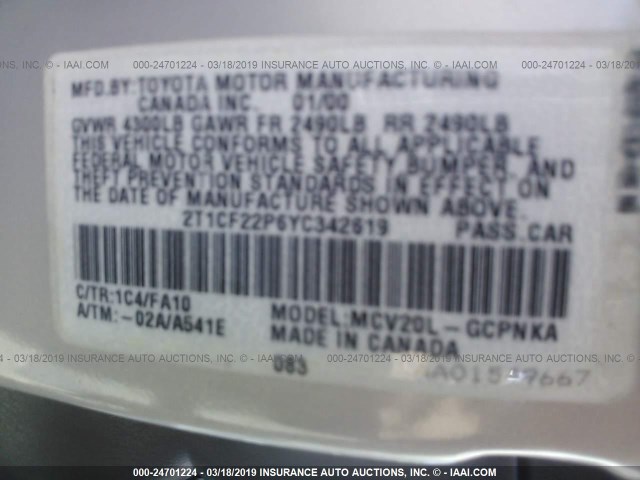 000-24701224 - 03/18/2019 INSURANCE AUTO AUCTIONS, INC. © - IAAI.COM
MFD.BY: TOYOTA MOTOR MANUFACTURING
CANADA INC. 01/00
GVWR 4300LB GAWR FR 2490LB RR 2490LB
THIS VEHICLE CONFORMS TO ALL APPLICABLE
FEDERAL MOTOR VEHICLE SAFETY BUMPER, AND
THEFT PREVENTION STANDARDS IN EFFECT ON
THE DATE OF MANUFACTURE SHOWN ABOVE.
2T1CF22P6YC342619 PASS.CAR
C/TR:1C4/FA10 MODEL:MCV20L-GCPNKA
A/TM:-02A/A541E MADE IN CANADA
000-24701224 - 03/18/2019 INSURANCE AUTO AUCTIONS, INC. © - IAAI.COM
083
000-24701224 - 03/18/2019 INSURANCE AUTO AUCTIONS, INC. © - IAAI.COM